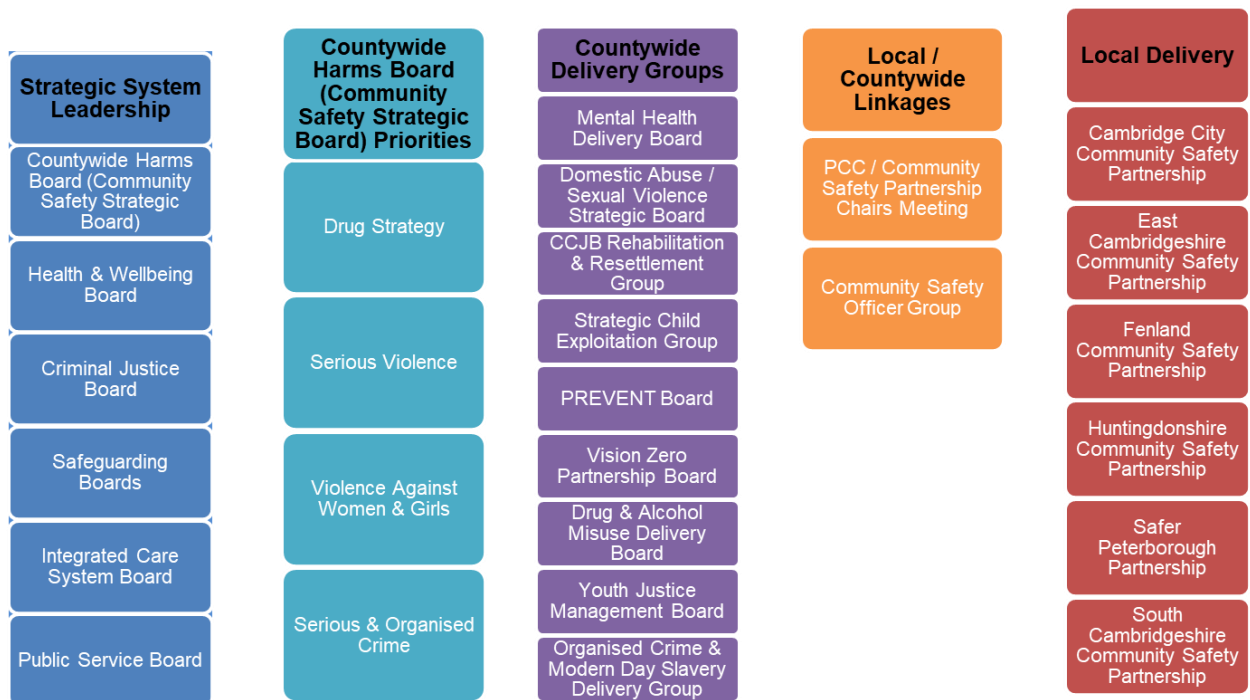 Strategic System
Leadership
Countywide Harms
Board (Community
Safety Strategic
Board)
Health & Wellbeing
Board
Criminal Justice
Board
Safeguarding
Boards
Integrated Care
System Board
Public Service Board
Countywide
Harms Board
(Community
Safety Strategic
Board) Priorities
Drug Strategy
Serious Violence
Violence Against
Women & Girls
Serious & Organised
Crime
Countywide
Delivery Groups
Mental Health
Delivery Board
Domestic Abuse /
Sexual Violence
Strategic Board
CCJB Rehabilitation
& Resettlement
Group
Strategic Child
Exploitation Group
PREVENT Board
Vision Zero
Partnership Board
Drug & Alcohol
Misuse Delivery
Board
Youth Justice
Management Board
Organised Crime &
Modern Day Slavery
Delivery Group
Local /
Countywide
Linkages
PCC / Community
Safety Partnership
Chairs Meeting
Community Safety
Officer Group
Local Delivery
Cambridge City
Community Safety
Partnership
East
Cambridgeshire
Community Safety
Partnership
Fenland
Community Safety
Partnership
Huntingdonshire
Community Safety
Partnership
Safer
Peterborough
Partnership
South
Cambridgeshire
Community Safety
Partnership